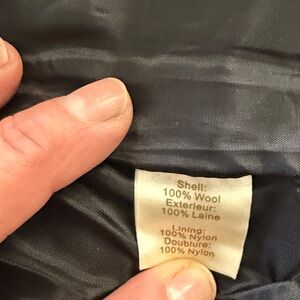 Shell:
100% Wool
Exterieur:
100% Laine
Lining:
100% Nylon
Doublure:
100% Nylon